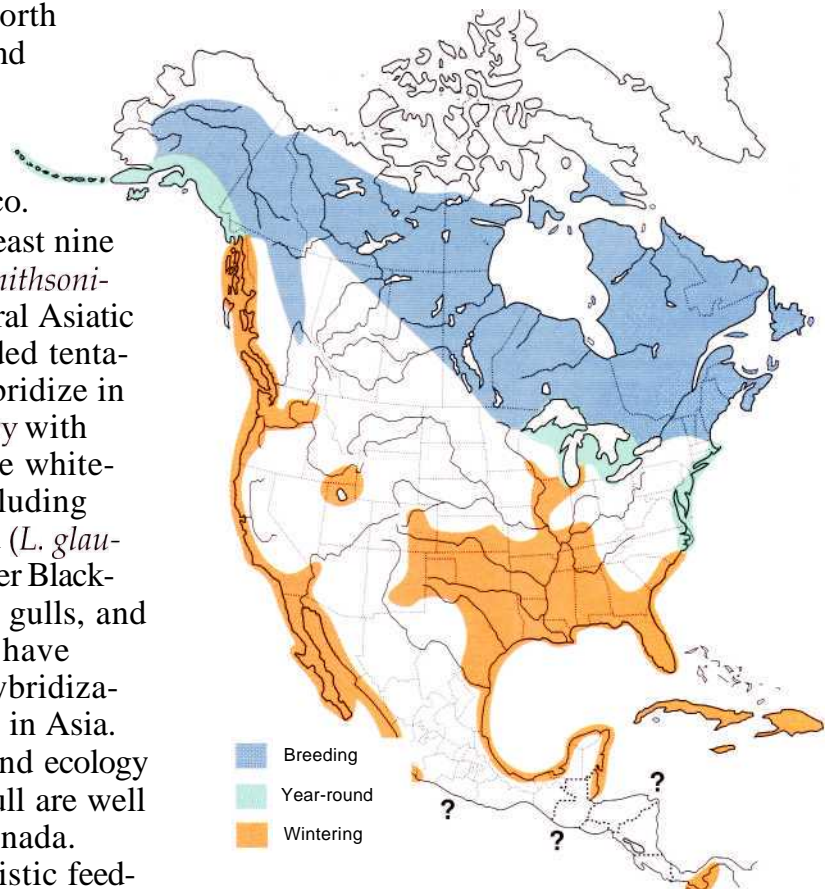 orth
nd
co.
east nine
nithsoni-
ral Asiatic
ded tenta-
bridize in
y with
e white-
luding
(L. glau-
er Black-
gulls, and
have
ybridiza-
in Asia.
nd ecology
ull are well
nada.
istic feed-
Breeding
Year-round
Wintering
?
?
?